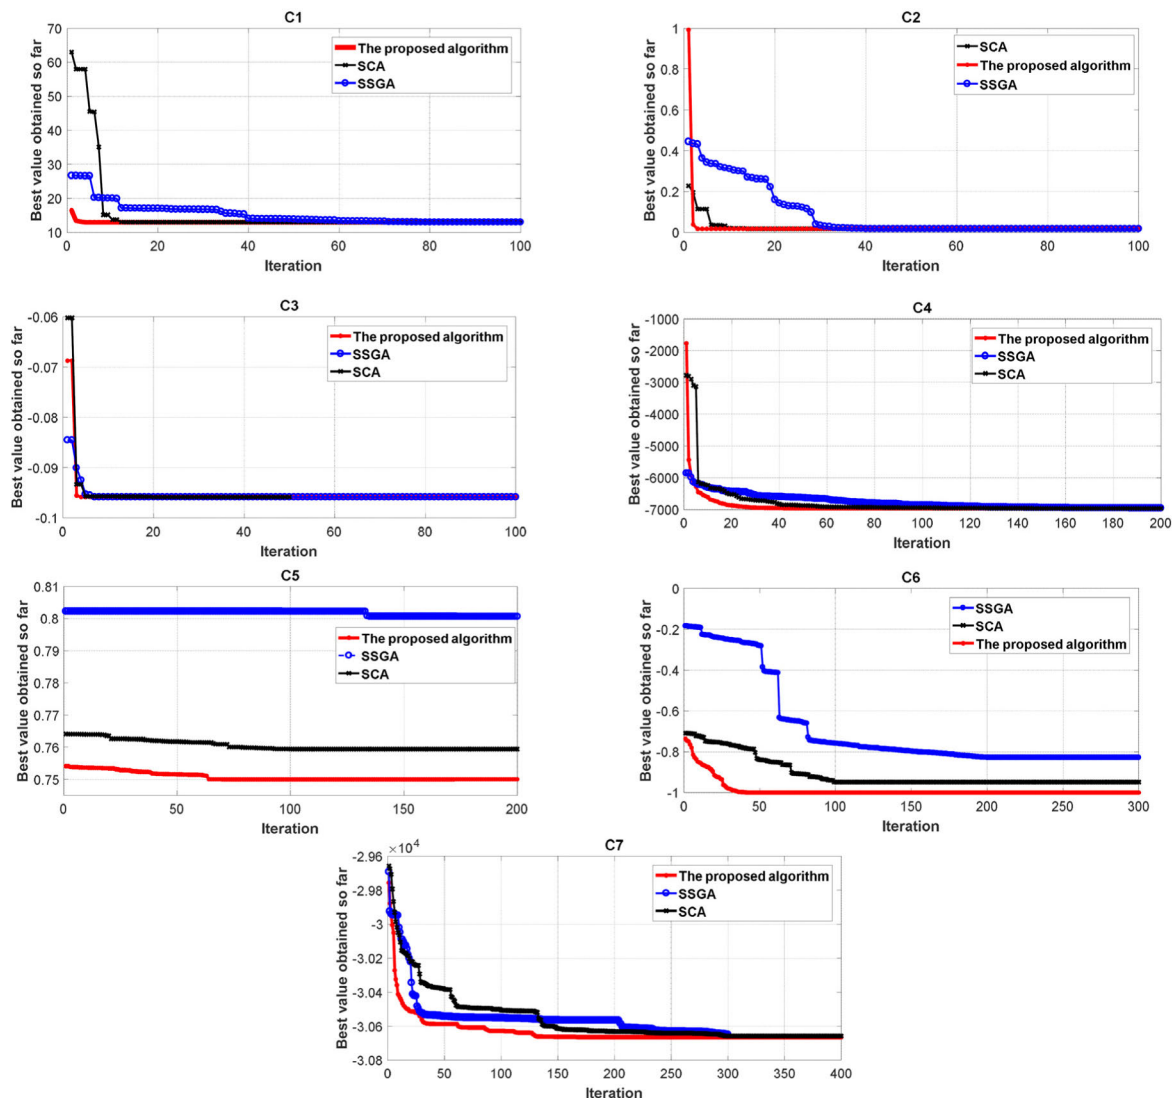 C1
Best value obtained so far
70
60
50
40
30
20
10
The proposed algorithm
SCA
SSGA
0 20 40 60 80 100
Iteration
C2
Best value obtained so far
1
0.8
0.6
0.4
0.2
0
SCA
The proposed algorithm
SSGA
0 20 40 60 80 100
Iteration
C3
Best value obtained so far
-0.06
-0.07
-0.08
-0.09
-0.1
The proposed algorithm
SSGA
SCA
0 20 40 60 80 100
Iteration
C4
Best value obtained so far
-1000
-2000
-3000
-4000
-5000
-6000
-7000
The proposed algorithm
SSGA
SCA
0 20 40 60 80 100 120 140 160 180 200
Iteration
C5
Best value obtained so far
0.81
0.8
0.79
0.78
0.77
0.76
0.75
The proposed algorithm
SSGA
SCA
0 50 100 150 200
Iteration
C6
Best value obtained so far
0
-0.2
-0.4
-0.6
-0.8
-1
SSGA
SCA
The proposed algorithm
0 50 100 150 200 250 300
Iteration
C7
×10⁴
Best value obtained so far
-2.96
-2.98
-3
-3.02
-3.04
-3.06
-3.08
The proposed algorithm
SSGA
SCA
0 50 100 150 200 250 300 350 400
Iteration